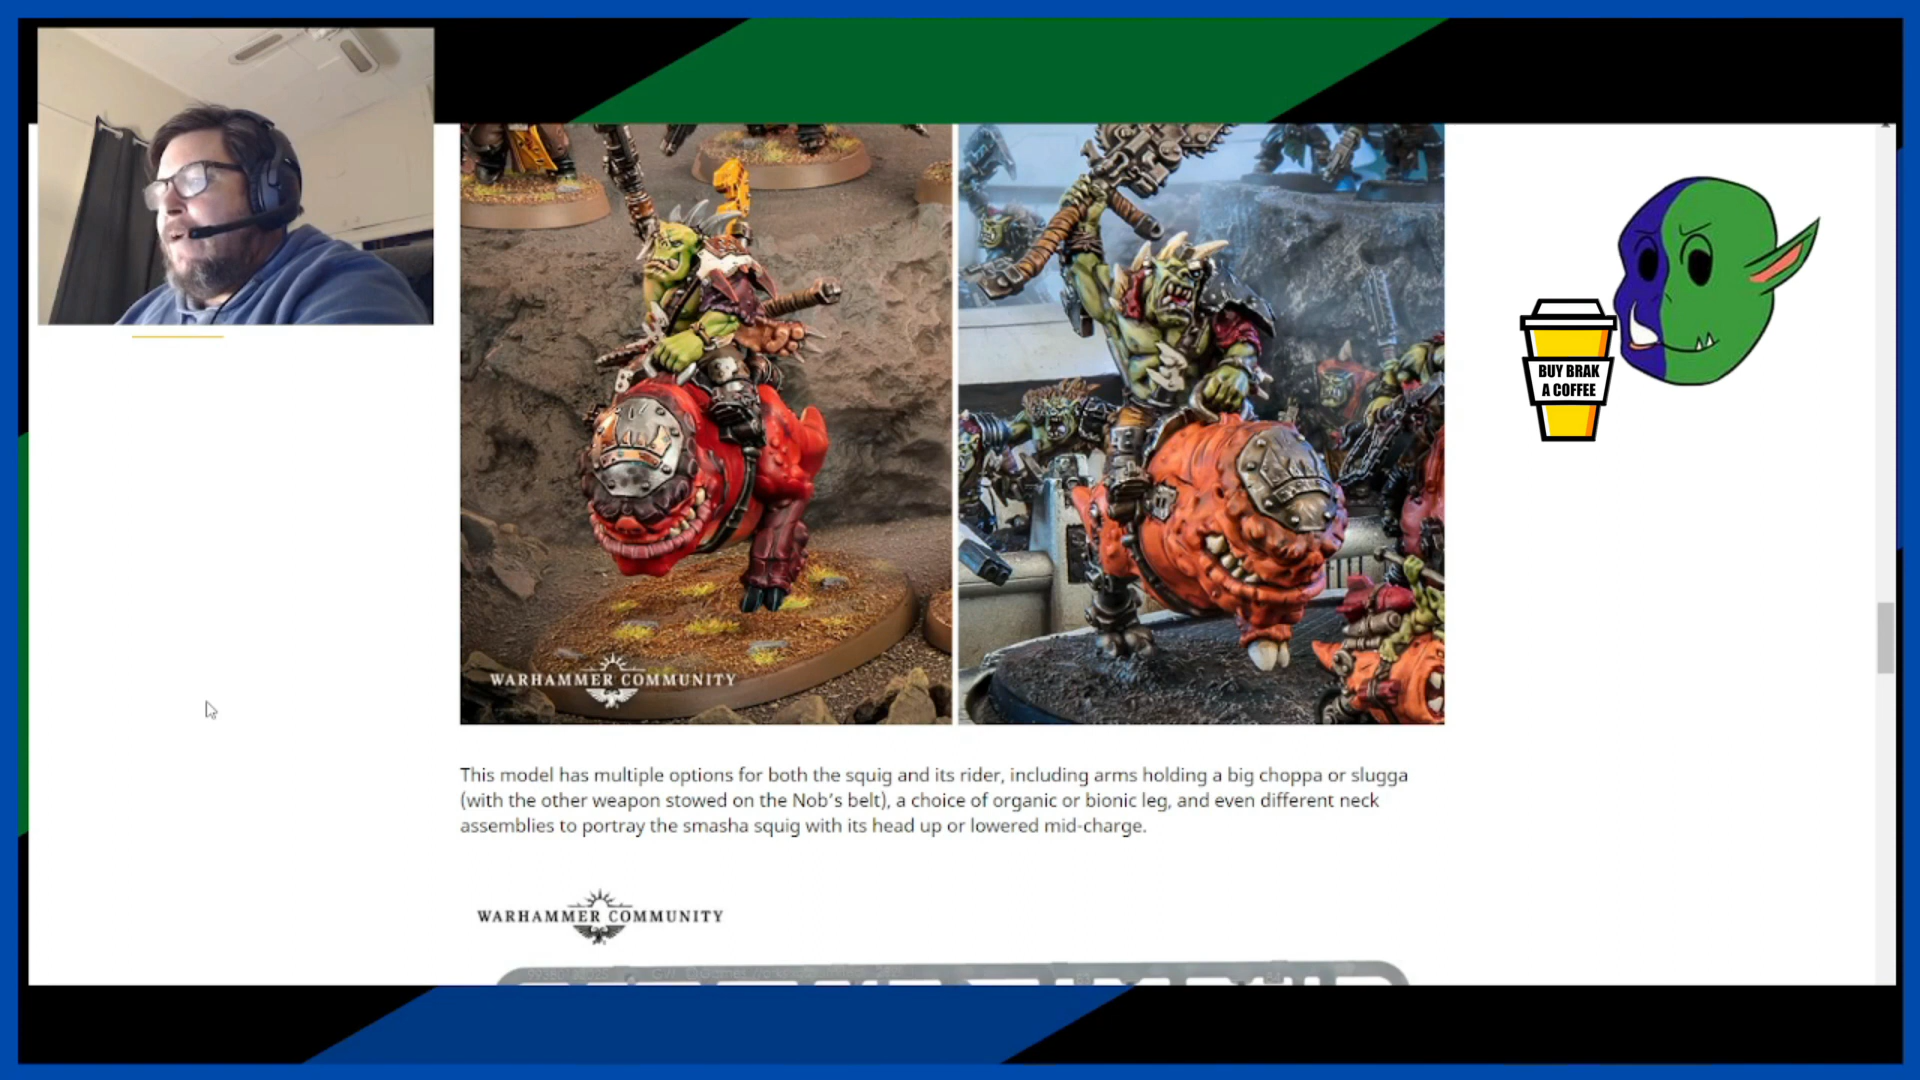 BUY BRAK
A COFFEE
WARHAMMER COMMUNITY
This model has multiple options for both the squig and its rider, including arms holding a big choppa or slugga
(with the other weapon stowed on the Nob's belt), a choice of organic or bionic leg, and even different neck
assemblies to portray the smasha squig with its head up or lowered mid-charge.
WARHAMMER COMMUNITY